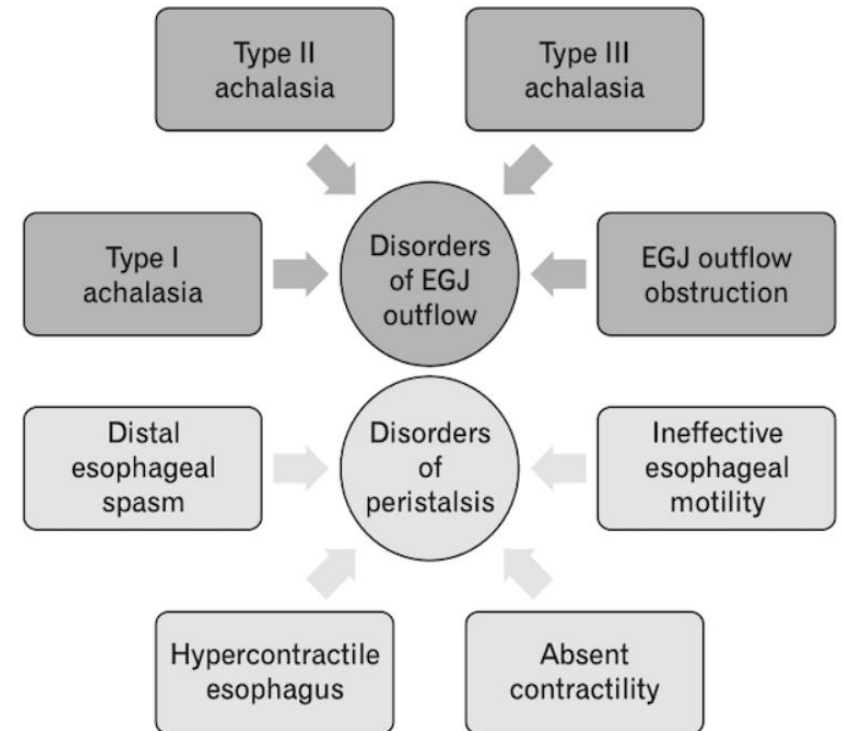 Type II
achalasia
Type III
achalasia
Type I
achalasia
Disorders
of EGJ
outflow
EGJ outflow
obstruction
Distal
esophageal
spasm
Disorders
of
peristalsis
Ineffective
esophageal
motility
Hypercontractile
esophagus
Absent
contractility